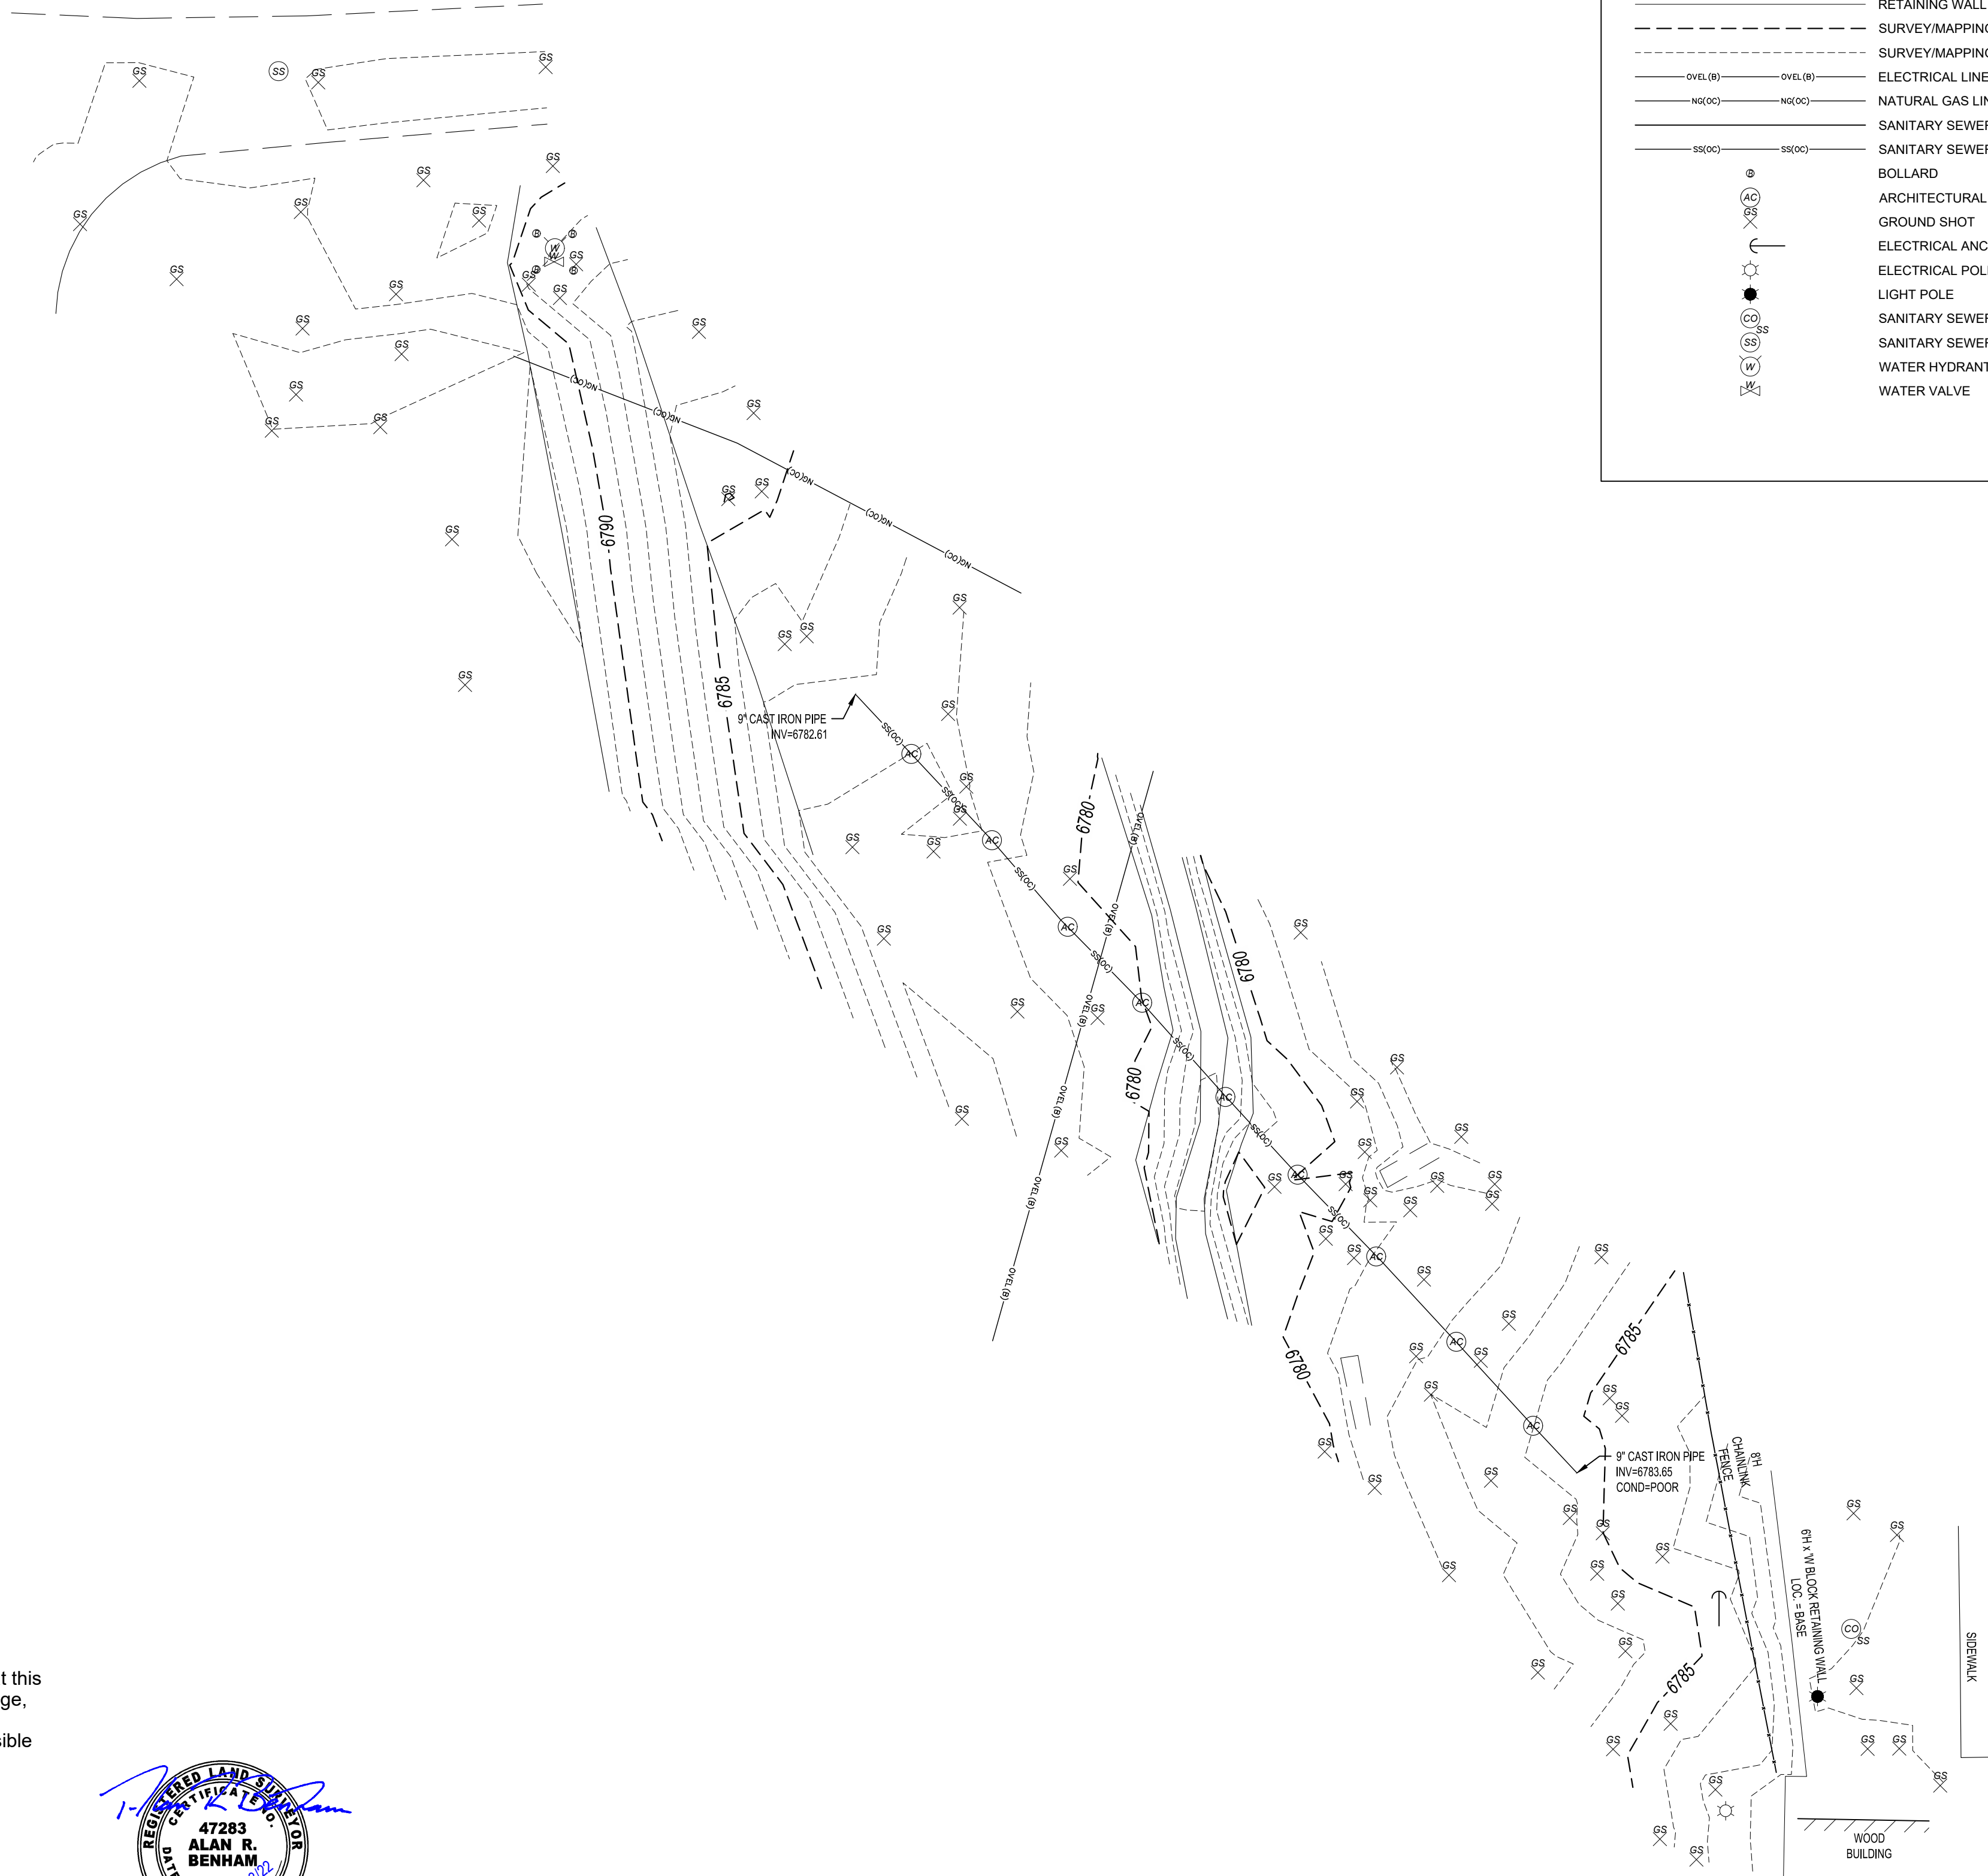 RETAINING WALL
SURVEY/MAPPING
SURVEY/MAPPING
OVEL(B) OVEL(B) ELECTRICAL LINE
NG(OC) NG(OC) NATURAL GAS
SANITARY SEWER
SS(OC) SS(OC) SANITARY SEWER
B BOLLARD
AC ARCHITECTURAL
GS GROUND SHOT
ELECTRICAL
ELECTRICAL
LIGHT POLE
CO SS SANITARY SEWER
SS SANITARY SEWER
W WATER HYDRANT
W WATER VALVE
SS
6790
6785
9" CAST IRON PIPE
INV=6782.61
6780
6780
6780
6780
6785
9" CAST IRON PIPE
INV=6783.65
COND=POOR
8'H
CHAINLINK
FENCE
6'H x 'W BLOCK RETAINING WALL
LOC. = BASE
CO
SS
SIDEWALK
6785
WOOD
BUILDING
t this
ge,
sible
REGISTERED LAND SURVEYOR
CERTIFICATE NO.
47283
ALAN R.
BENHAM